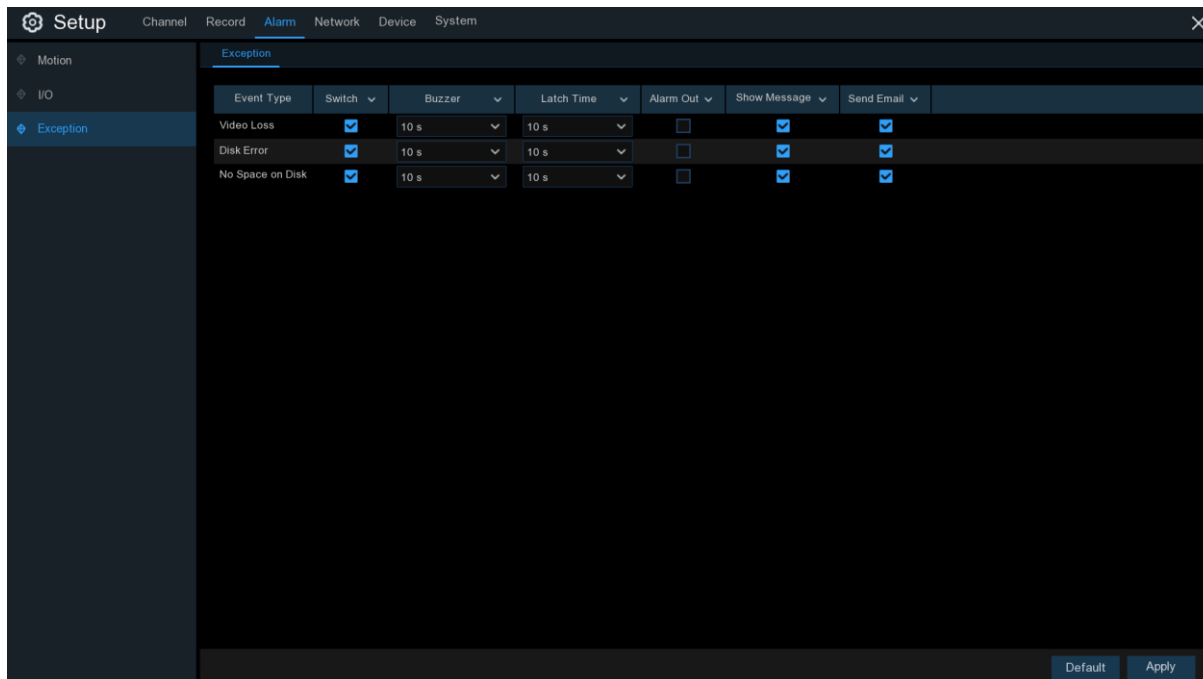 Setup Channel Record Alarm Network Device System
Motion
I/O
Exception
Exception
Event Type Switch Buzzer Latch Time Alarm Out Show Message Send Email
Video Loss 10 s 10 s
Disk Error 10 s 10 s
No Space on Disk 10 s 10 s
Default Apply